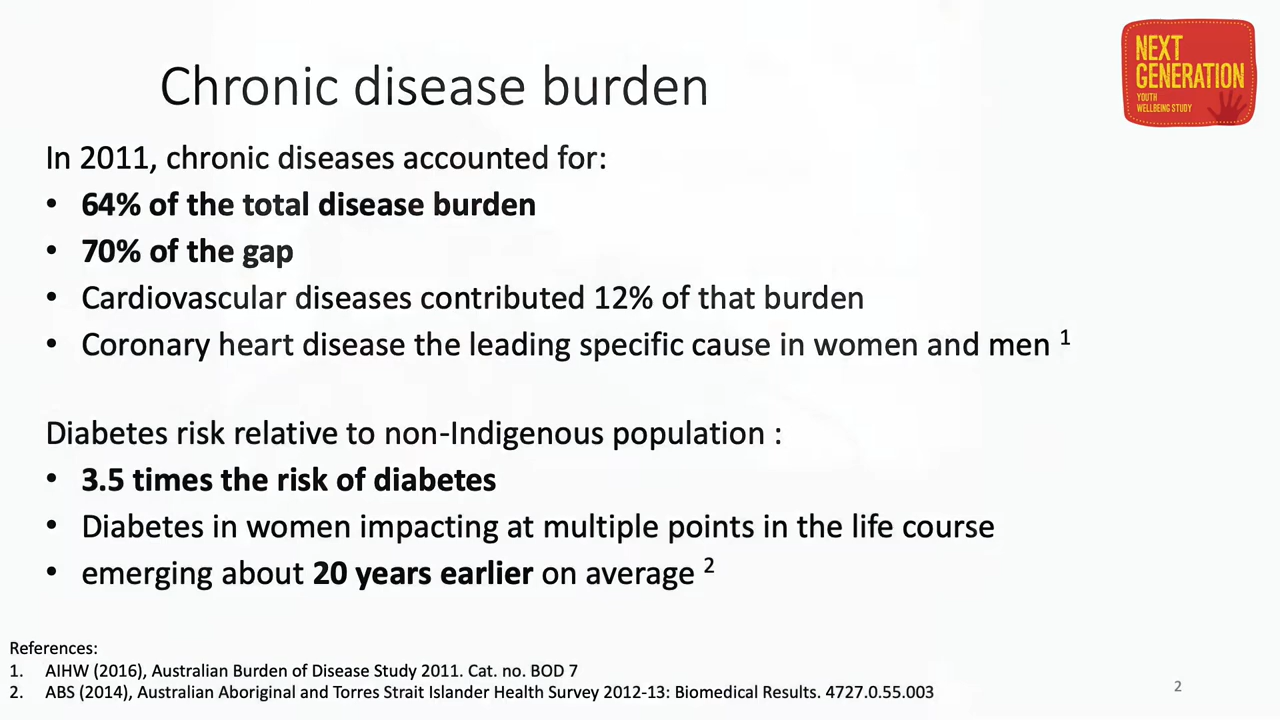 Chronic disease burden
NEXT
GENERATION
YOUTH
WELLBEING STUDY
In 2011, chronic diseases accounted for:
• 64% of the total disease burden
• 70% of the gap
• Cardiovascular diseases contributed 12% of that burden
• Coronary heart disease the leading specific cause in women and men 1
Diabetes risk relative to non-Indigenous population :
• 3.5 times the risk of diabetes
• Diabetes in women impacting at multiple points in the life course
• emerging about 20 years earlier on average 2
References:
1. AIHW (2016), Australian Burden of Disease Study 2011. Cat. no. BOD 7
2. ABS (2014), Australian Aboriginal and Torres Strait Islander Health Survey 2012-13: Biomedical Results. 4727.0.55.003
2